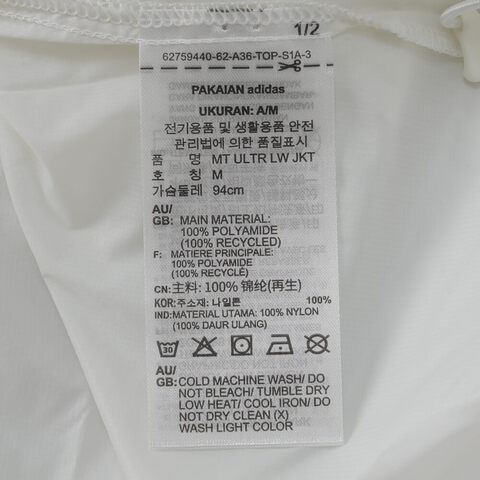 1/2
62759440-62-A36-TOP-S1A-3
PAKAIAN adidas
UKURAN: A/M
전기용품 및 생활용품 안전
관리법에 의한 품질표시
품 명 MT ULTR LW JKT
호 칭 M
가슴둘레 94cm
AU/
GB: MAIN MATERIAL:
100% POLYAMIDE
(100% RECYCLED)
F: MATIERE PRINCIPALE:
100% POLYAMIDE
(100% RECYCLÉ)
CN: 主料: 100% 锦纶(再生)
KOR:주소재: 나일론 100%
IND:MATERIAL UTAMA: 100% NYLON
(100% DAUR ULANG)
30
AU/
GB:COLD MACHINE WASH/ DO
NOT BLEACH/ TUMBLE DRY
LOW HEAT/ COOL IRON/ DO
NOT DRY CLEAN (X)
WASH LIGHT COLOR